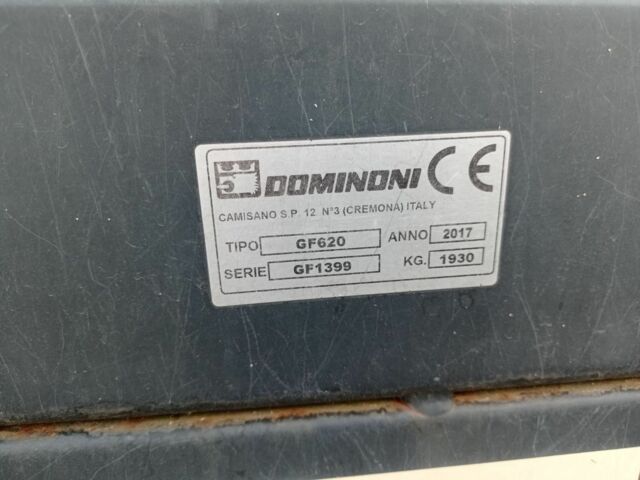 DOMINONI CE
CAMISANO S.P. 12 N°3 (CREMONA) ITALY
TIPO GF620 ANNO 2017
SERIE GF1399 KG. 1930